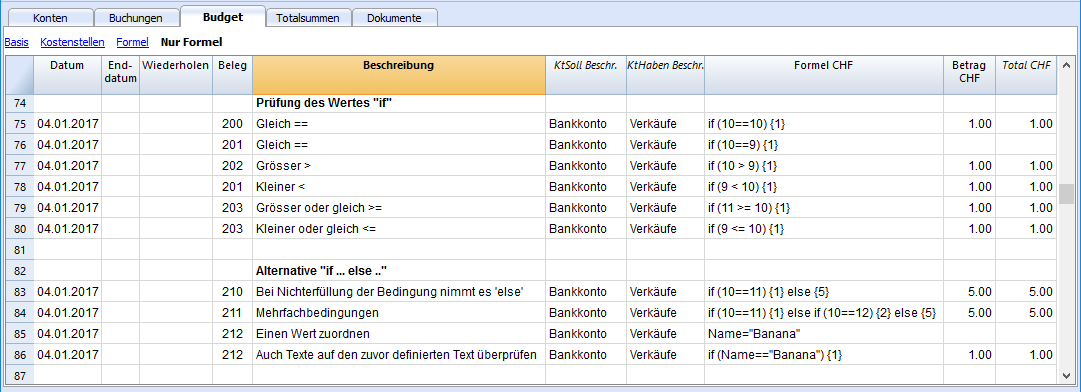 Konten Buchungen Budget Totalsummen Dokumente
Basis Kostenstellen Formel Nur Formel
Datum End-datum Wiederholen Beleg Beschreibung KtSoll Beschr. KtHaben Beschr. Formel CHF Betrag CHF Total CHF
74 Prüfung des Wertes "if"
75 04.01.2017 200 Gleich == Bankkonto Verkäufe if (10==10) {1} 1.00 1.00
76 04.01.2017 201 Gleich == Bankkonto Verkäufe if (10==9) {1}
77 04.01.2017 202 Grösser > Bankkonto Verkäufe if (10 > 9) {1} 1.00 1.00
78 04.01.2017 201 Kleiner < Bankkonto Verkäufe if (9 < 10) {1} 1.00 1.00
79 04.01.2017 203 Grösser oder gleich >= Bankkonto Verkäufe if (11 >= 10) {1} 1.00 1.00
80 04.01.2017 203 Kleiner oder gleich <= Bankkonto Verkäufe if (9 <= 10) {1} 1.00 1.00
81
82 Alternative "if ... else .."
83 04.01.2017 210 Bei Nichterfüllung der Bedingung nimmt es 'else' Bankkonto Verkäufe if (10==11) {1} else {5} 5.00 5.00
84 04.01.2017 211 Mehrfachbedingungen Bankkonto Verkäufe if (10==11) {1} else if (10==12) {2} else {5} 5.00 5.00
85 04.01.2017 212 Einen Wert zuordnen Bankkonto Verkäufe Name="Banana"
86 04.01.2017 212 Auch Texte auf den zuvor definierten Text überprüfen Bankkonto Verkäufe if (Name=="Banana") {1} 1.00 1.00
87